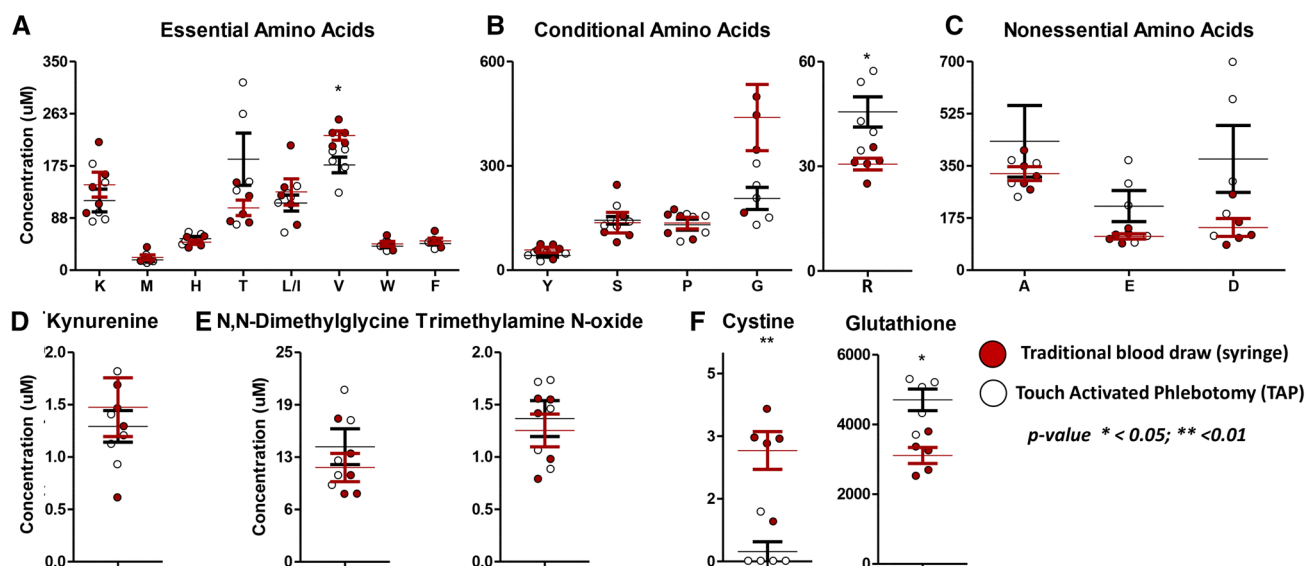 A Essential Amino Acids
B Conditional Amino Acids
C Nonessential Amino Acids
Concentration (uM)
350
263
175
88
0
K M H T L/I V W F
*
600
300
0
Y S P G
60
30
0
R
*
700
525
350
175
0
A E D
D Kynurenine
E N,N-Dimethylglycine Trimethylamine N-oxide
F Cystine Glutathione
Concentration (uM)
2.0
1.5
1.0
0.5
0.0
Concentration (uM)
25
19
13
6
0
2.0
1.5
1.0
0.5
0.0
**
5
3
2
0
*
6000
4000
2000
0
Traditional blood draw (syringe)
Touch Activated Phlebotomy (TAP)
p-value * < 0.05; ** <0.01